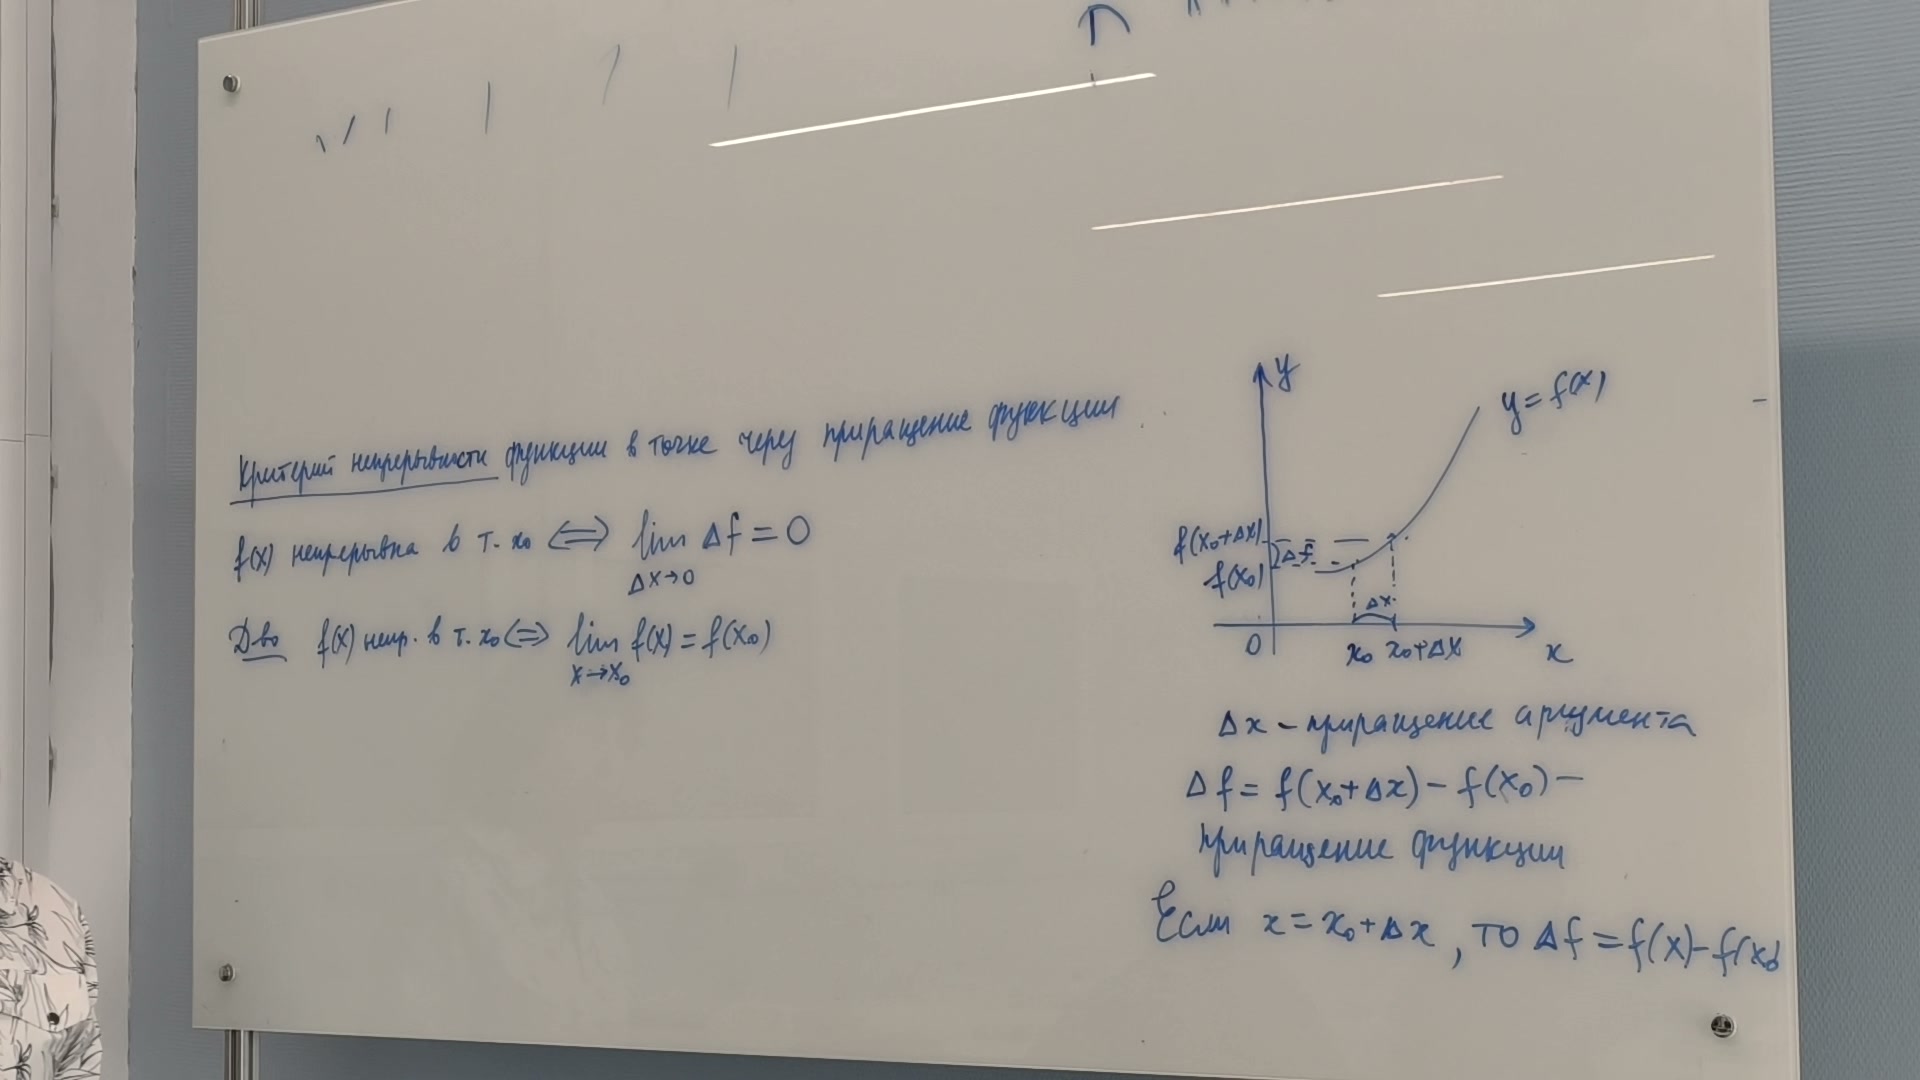 Критерий непрерывности функции в точке через приращение функции
f(x) непрерывна в т. x₀ ⟺ lim Δf = 0
Δx→0
Д-во f(x) непр. в т. x₀ ⟺ lim f(x) = f(x₀)
x→x₀
y
y = f(x)
f(x₀+Δx)
Δf
f(x₀)
Δx
0
x₀ x₀+Δx
x
Δx – приращение аргумента
Δf = f(x₀+Δx) – f(x₀) –
приращение функции
Если x = x₀ + Δx, то Δf = f(x) – f(x₀